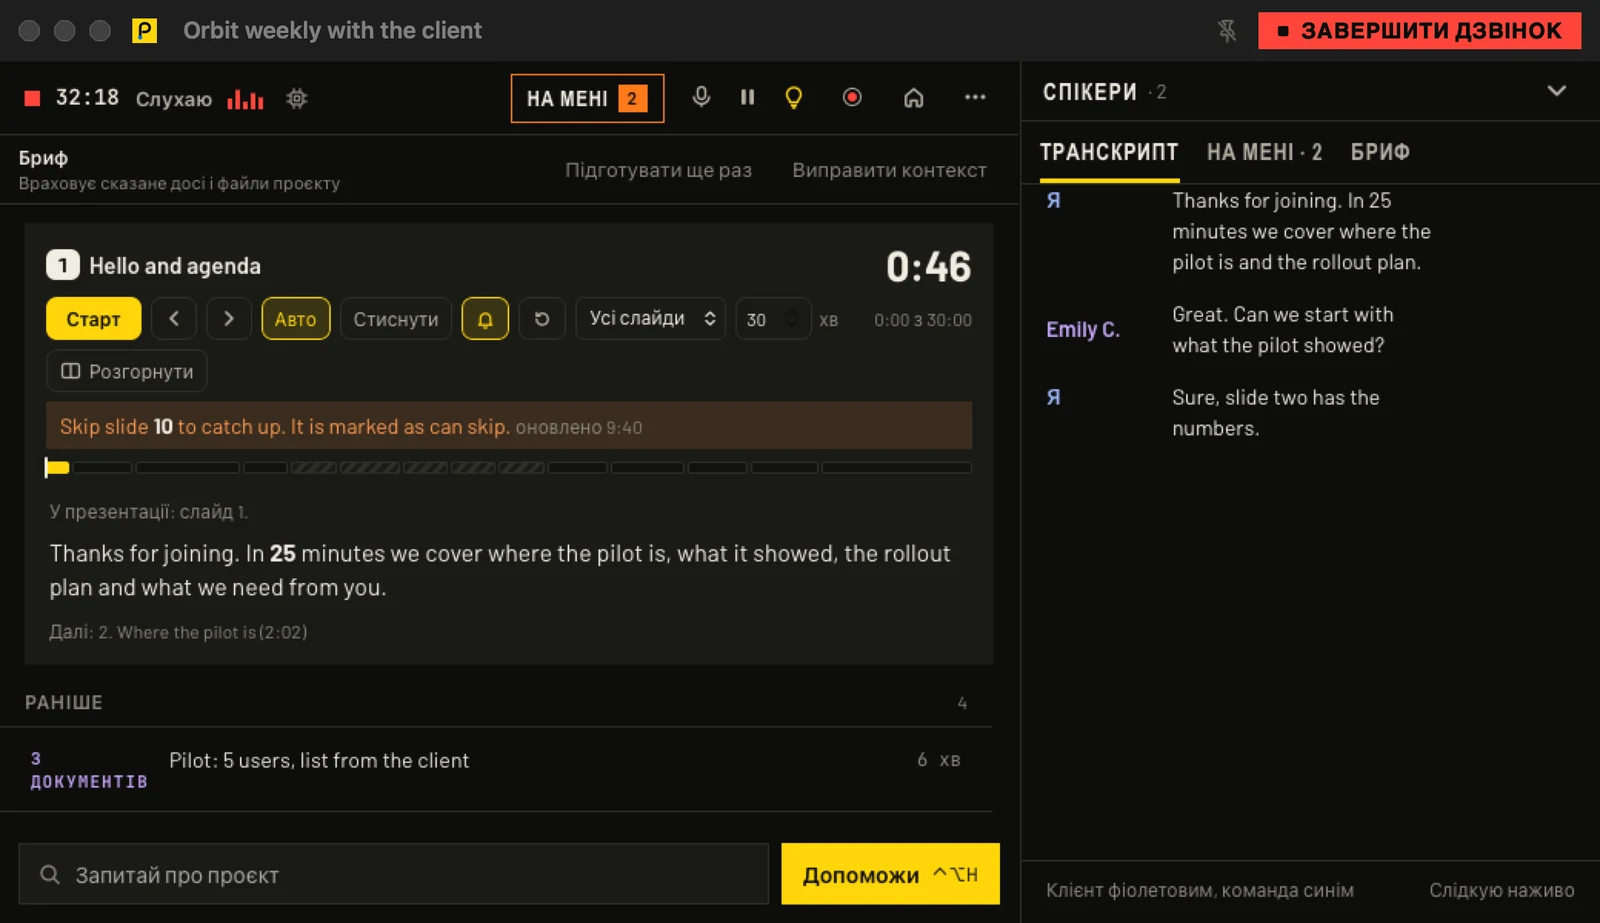 P Orbit weekly with the client
ЗАВЕРШИТИ ДЗВІНОК
32:18 Слухаю
НА МЕНІ 2
Бриф
Враховує сказане досі і файли проєкту
Підготувати ще раз
Виправити контекст
1 Hello and agenda
0:46
Старт
Авто
Стиснути
Усі слайди
30 хв
0:00 з 30:00
Розгорнути
Skip slide 10 to catch up. It is marked as can skip. оновлено 9:40
У презентації: слайд 1.
Thanks for joining. In 25 minutes we cover where the pilot is, what it showed, the rollout
plan and what we need from you.
Далі: 2. Where the pilot is (2:02)
РАНІШЕ 4
З
ДОКУМЕНТІВ
Pilot: 5 users, list from the client
6 хв
Запитай про проєкт
Допоможи ^⌥H
СПІКЕРИ · 2
ТРАНСКРИПТ
НА МЕНІ · 2
БРИФ
Я
Thanks for joining. In 25
minutes we cover where the
pilot is and the rollout plan.
Emily C.
Great. Can we start with
what the pilot showed?
Я
Sure, slide two has the
numbers.
Клієнт фіолетовим, команда синім
Слідкую наживо